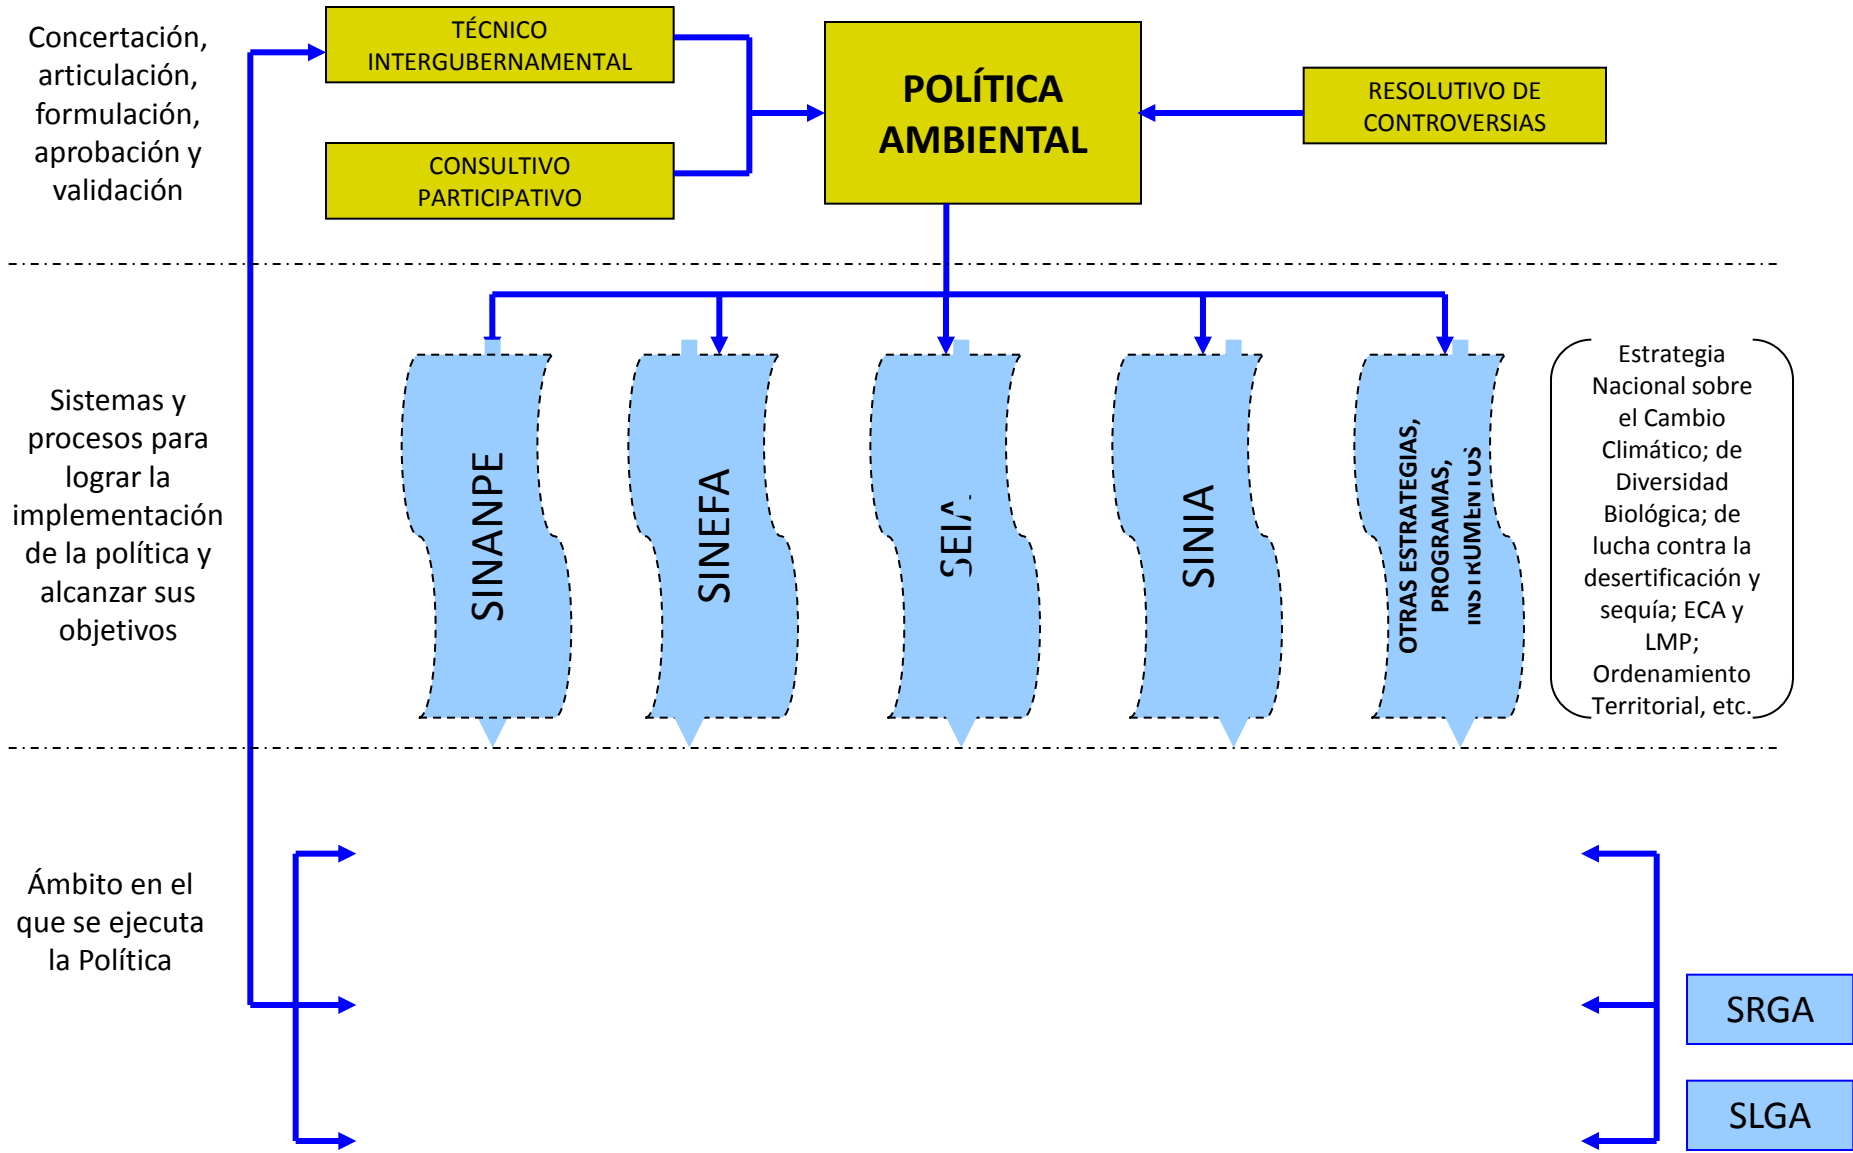 Concertación,
articulación,
formulación,
aprobación y
validación
TÉCNICO
INTERGUBERNAMENTAL
CONSULTIVO
PARTICIPATIVO
POLÍTICA
AMBIENTAL
RESOLUTIVO DE
CONTROVERSIAS
Sistemas y
procesos para
lograr la
implementación
de la política y
alcanzar sus
objetivos
SINANPE
SINEFA
SEIA
SINIA
OTRAS ESTRATEGIAS,
PROGRAMAS,
INSTRUMENTOS
Estrategia
Nacional sobre
el Cambio
Climático; de
Diversidad
Biológica; de
lucha contra la
desertificación y
sequía; ECA y
LMP;
Ordenamiento
Territorial, etc.
Ámbito en el
que se ejecuta
la Política
SRGA
SLGA